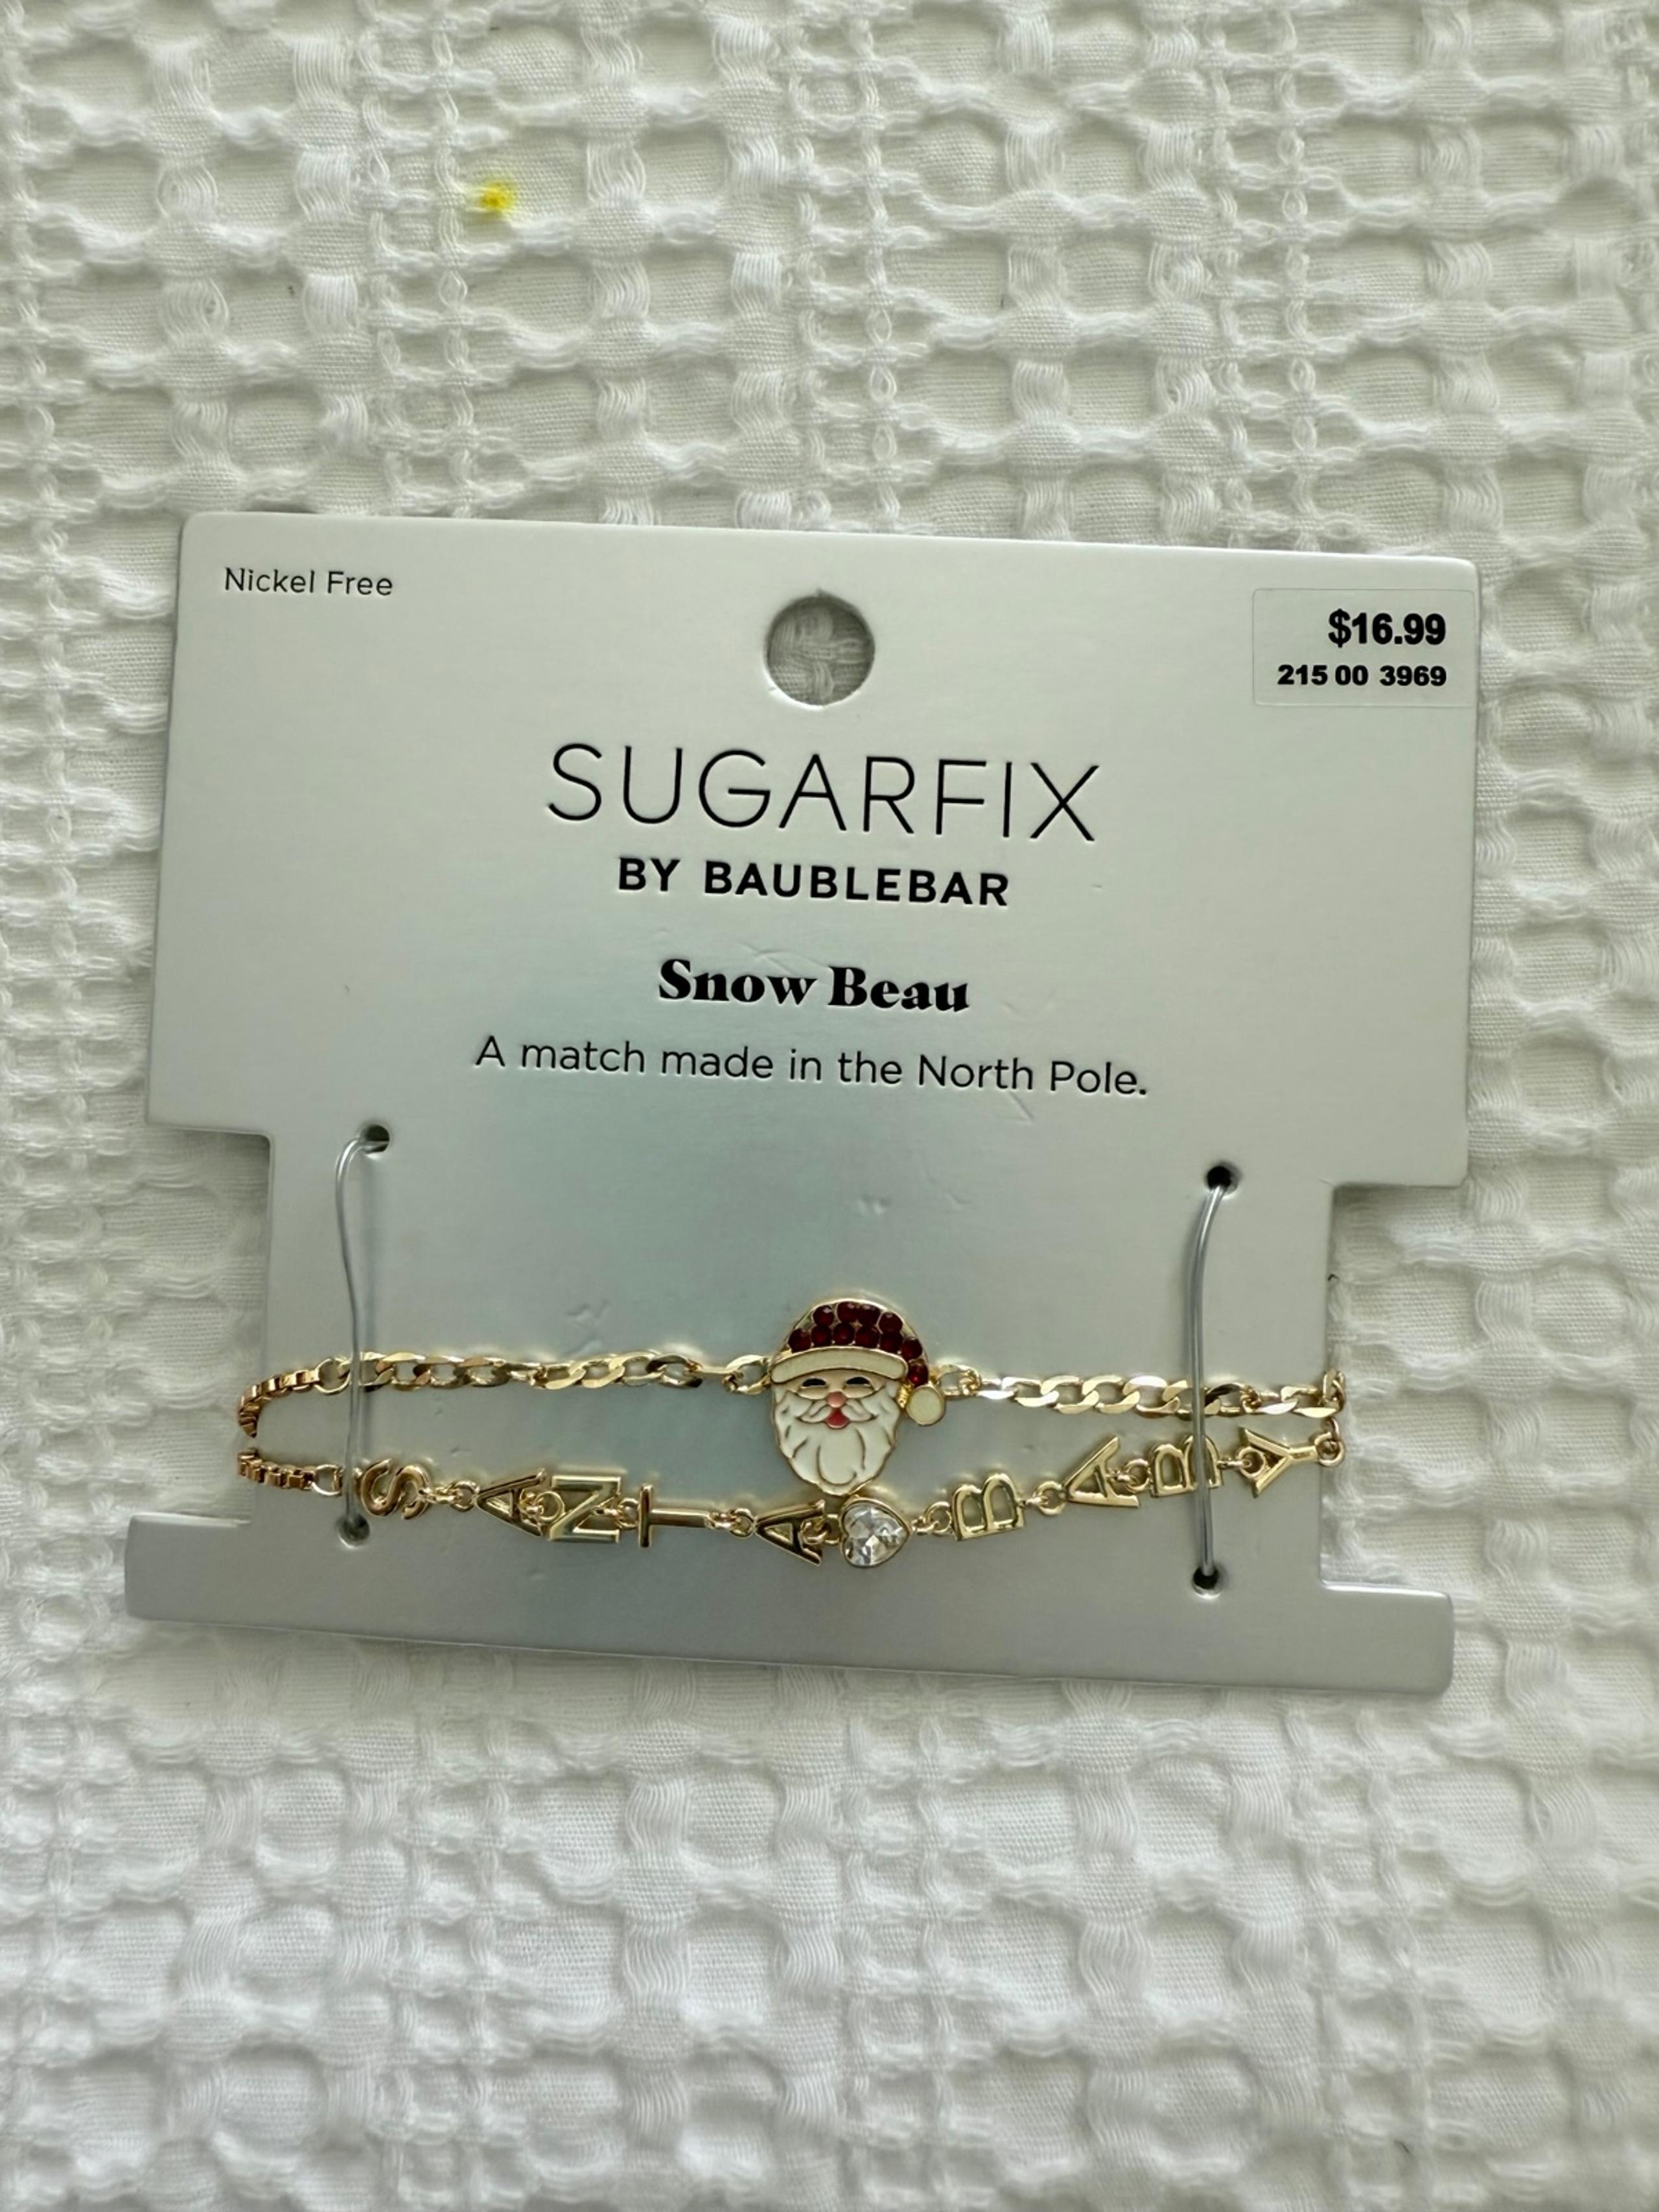 Nickel Free
$16.99
215 00 3969
SUGARFIX
BY BAUBLEBAR
Snow Beau
A match made in the North Pole.
SANTA BABY